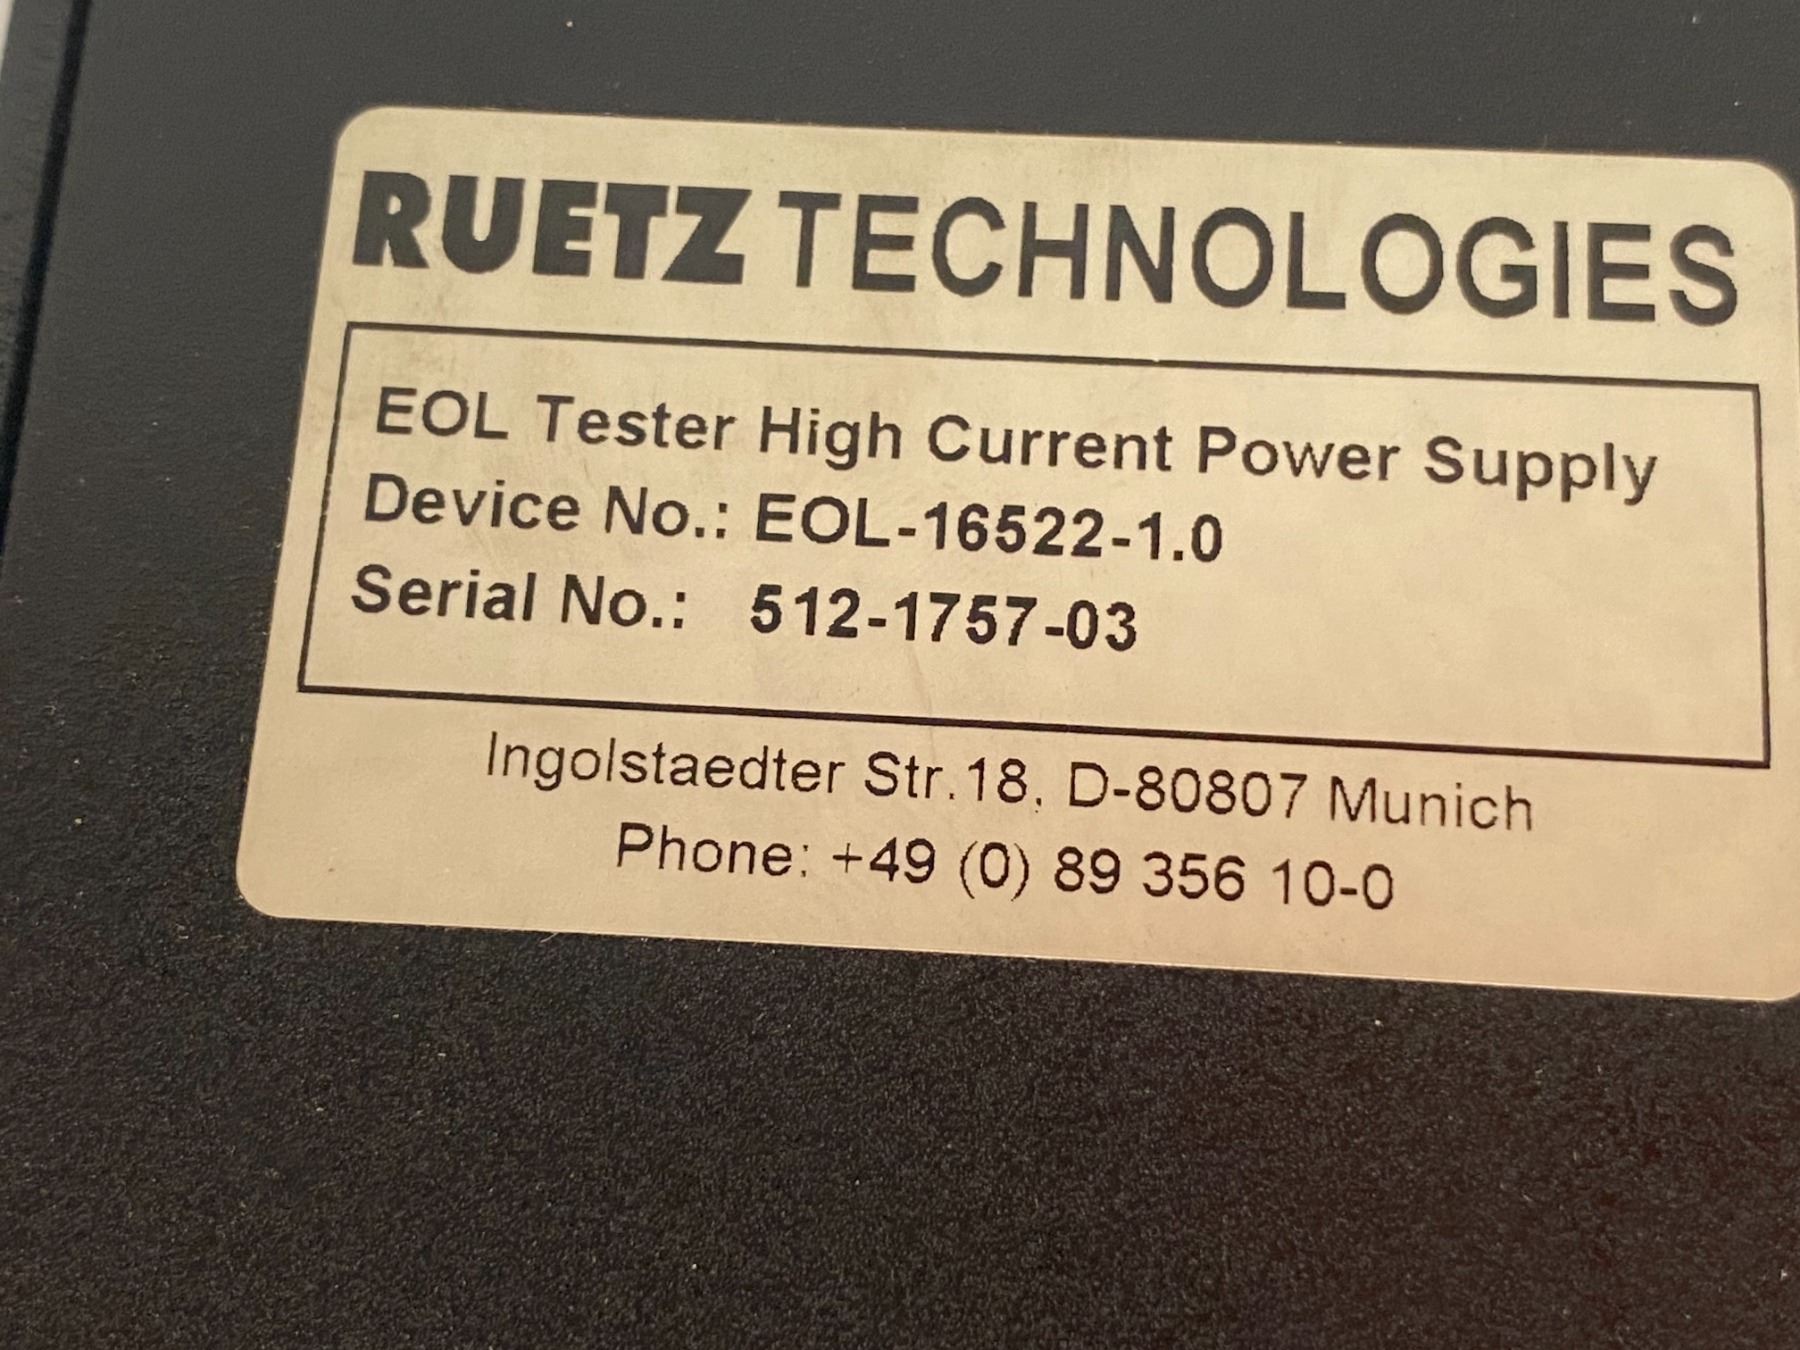 RUETZ TECHNOLOGIES
EOL Tester High Current Power Supply
Device No.: EOL-16522-1.0
Serial No.: 512-1757-03
Ingolstaedter Str.18, D-80807 Munich
Phone: +49 (0) 89 356 10-0